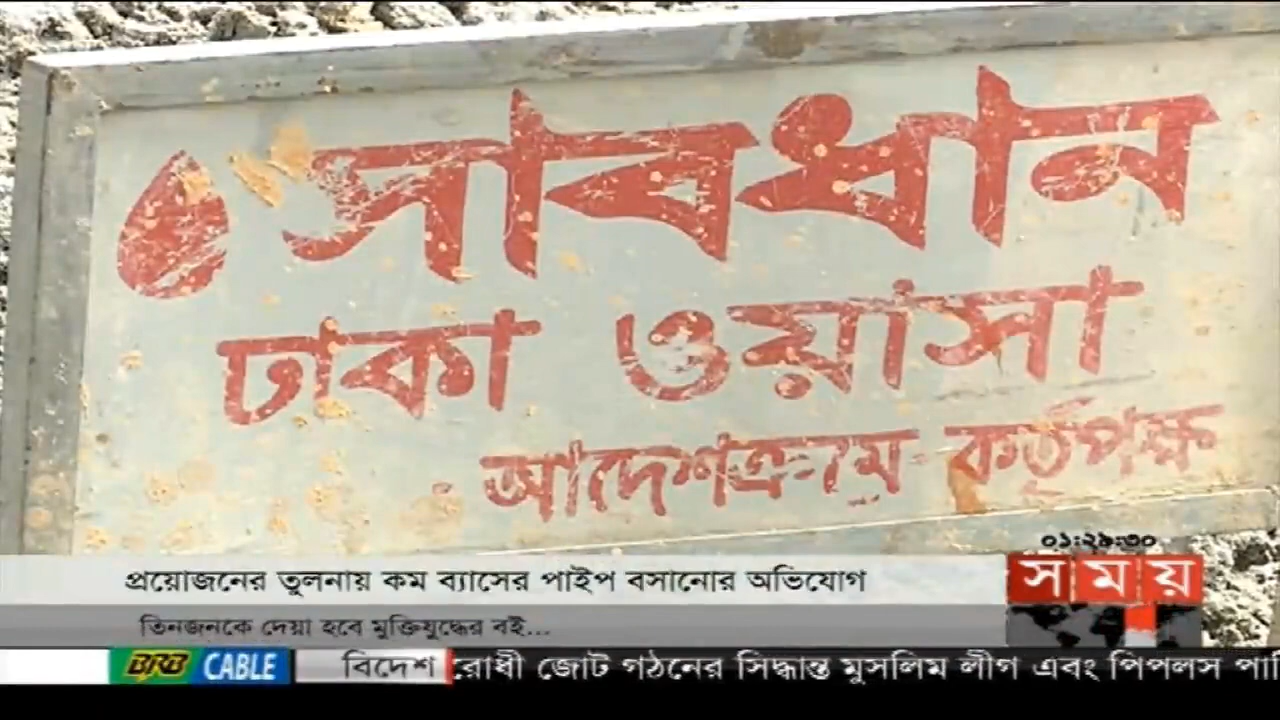 সাবধান
ঢাকা ওয়াসা
আদেশক্রমে কর্তৃপক্ষ
০১:২৯:৩০
সময়
প্রয়োজনের তুলনায় কম ব্যাসের পাইপ বসানোর অভিযোগ
তিনজনকে দেয়া হবে মুক্তিযুদ্ধের বই...
BRB CABLE
বিদেশ রোধী জোট গঠনের সিদ্ধান্ত মুসলিম লীগ এবং পিপলস পার্টি